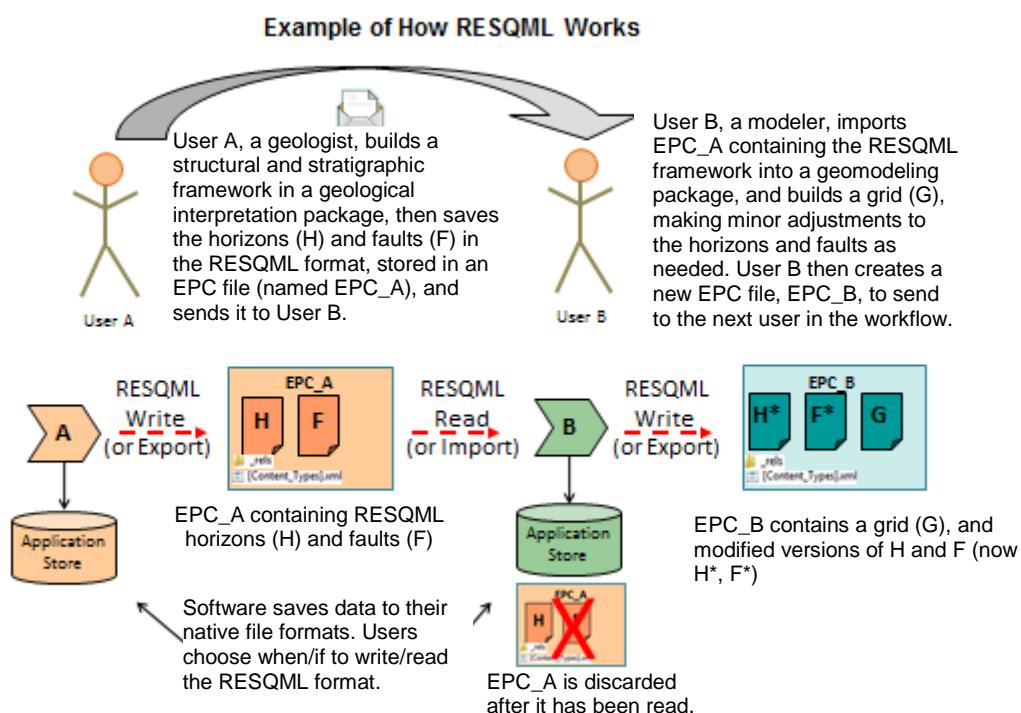 Example of How RESQML Works
User A, a geologist, builds a
structural and stratigraphic
framework in a geological
interpretation package, then saves
the horizons (H) and faults (F) in
the RESQML format, stored in an
EPC file (named EPC_A), and
sends it to User B.
User A
User B, a modeler, imports
EPC_A containing the RESQML
framework into a geomodeling
package, and builds a grid (G),
making minor adjustments to
the horizons and faults as
needed. User B then creates a
new EPC file, EPC_B, to send
to the next user in the workflow.
User B
A
RESQML
Write
(or Export)
EPC_A
H
F
_rels
[Content_Types].xml
RESQML
Read
(or Import)
B
RESQML
Write
(or Export)
EPC_B
H*
F*
G
_rels
[Content_Types].xml
Application
Store
EPC_A containing RESQML
horizons (H) and faults (F)
Application
Store
EPC_B contains a grid (G), and
modified versions of H and F (now
H*, F*)
Software saves data to their
native file formats. Users
choose when/if to write/read
the RESQML format.
EPC_A
H
_rels
EPC_A is discarded
after it has been read.